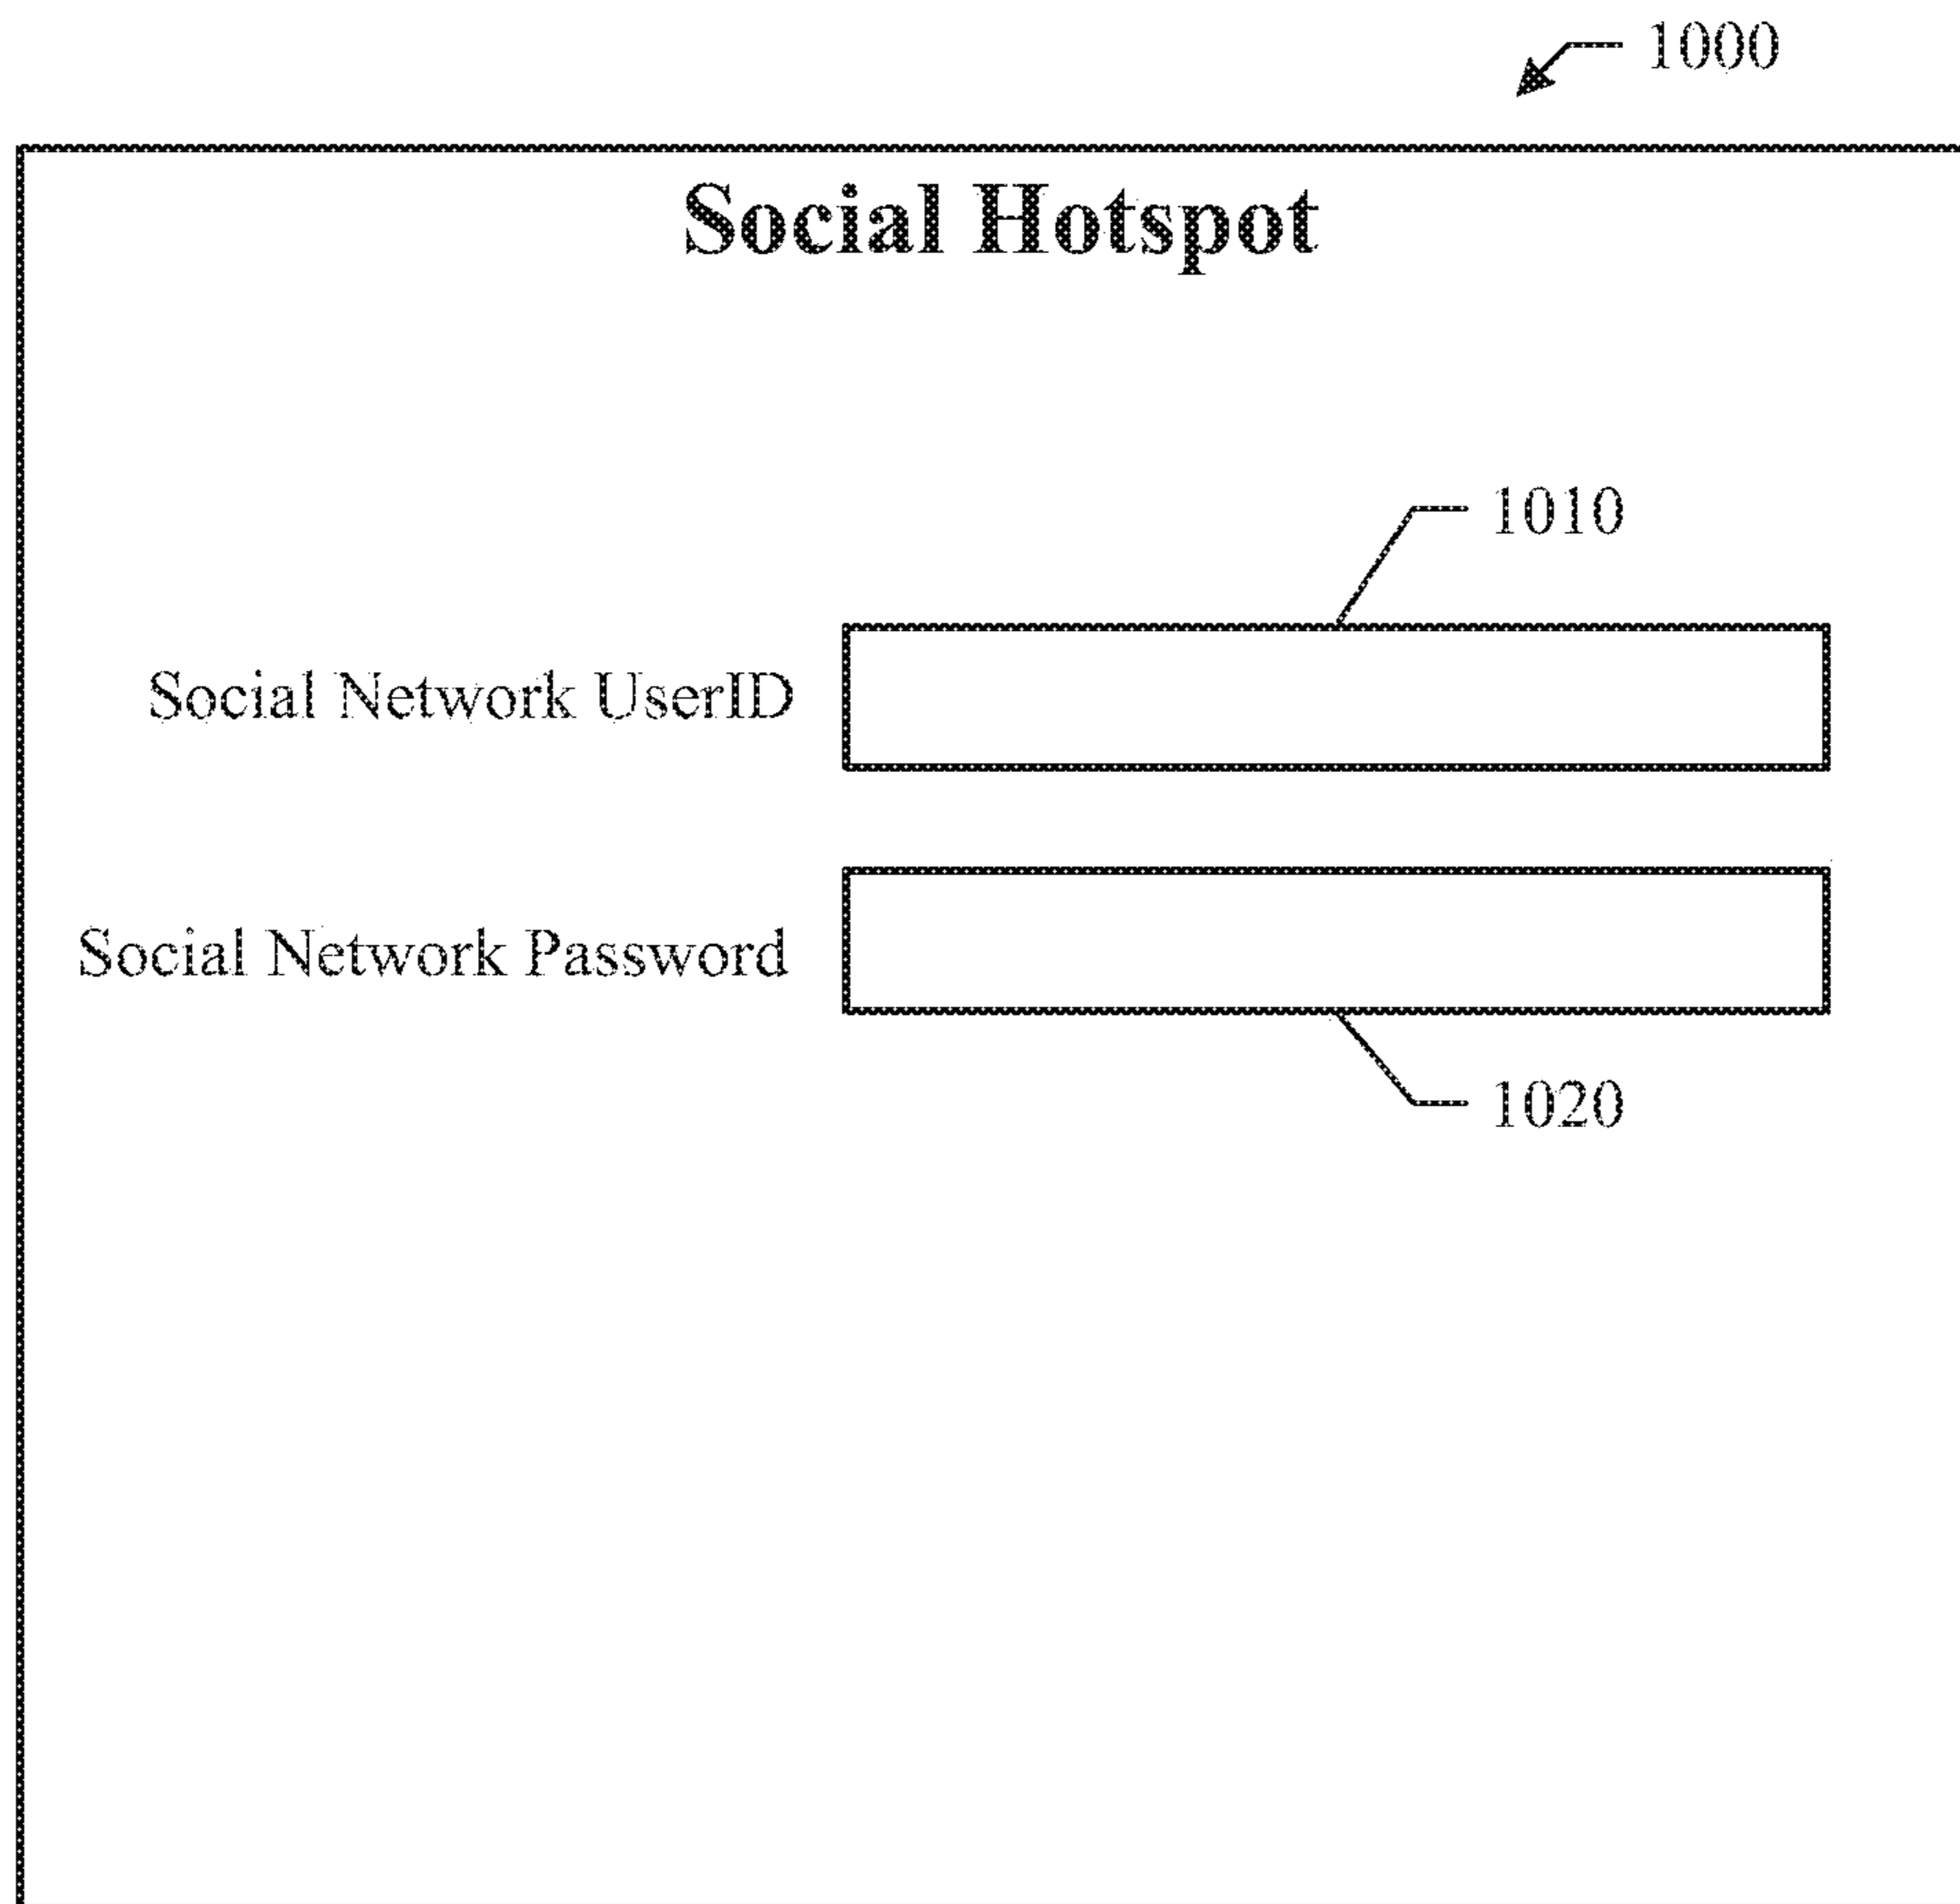 1000
Social Hotspot
1010
Social Network UserID
Social Network Password
1020